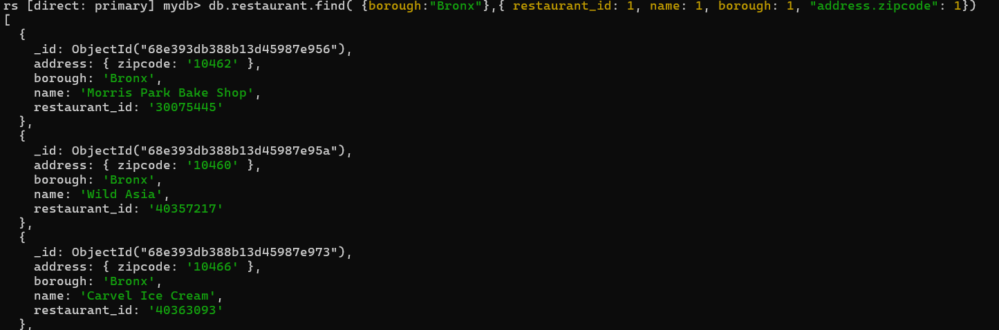 rs [direct: primary] mydb> db.restaurant.find( {borough:"Bronx"},{ restaurant_id: 1, name: 1, borough: 1, "address.zipcode": 1})
[
  {
    _id: ObjectId("68e393db388b13d45987e956"),
    address: { zipcode: '10462' },
    borough: 'Bronx',
    name: 'Morris Park Bake Shop',
    restaurant_id: '30075445'
  },
  {
    _id: ObjectId("68e393db388b13d45987e95a"),
    address: { zipcode: '10460' },
    borough: 'Bronx',
    name: 'Wild Asia',
    restaurant_id: '40357217'
  },
  {
    _id: ObjectId("68e393db388b13d45987e973"),
    address: { zipcode: '10466' },
    borough: 'Bronx',
    name: 'Carvel Ice Cream',
    restaurant_id: '40363093'
  },